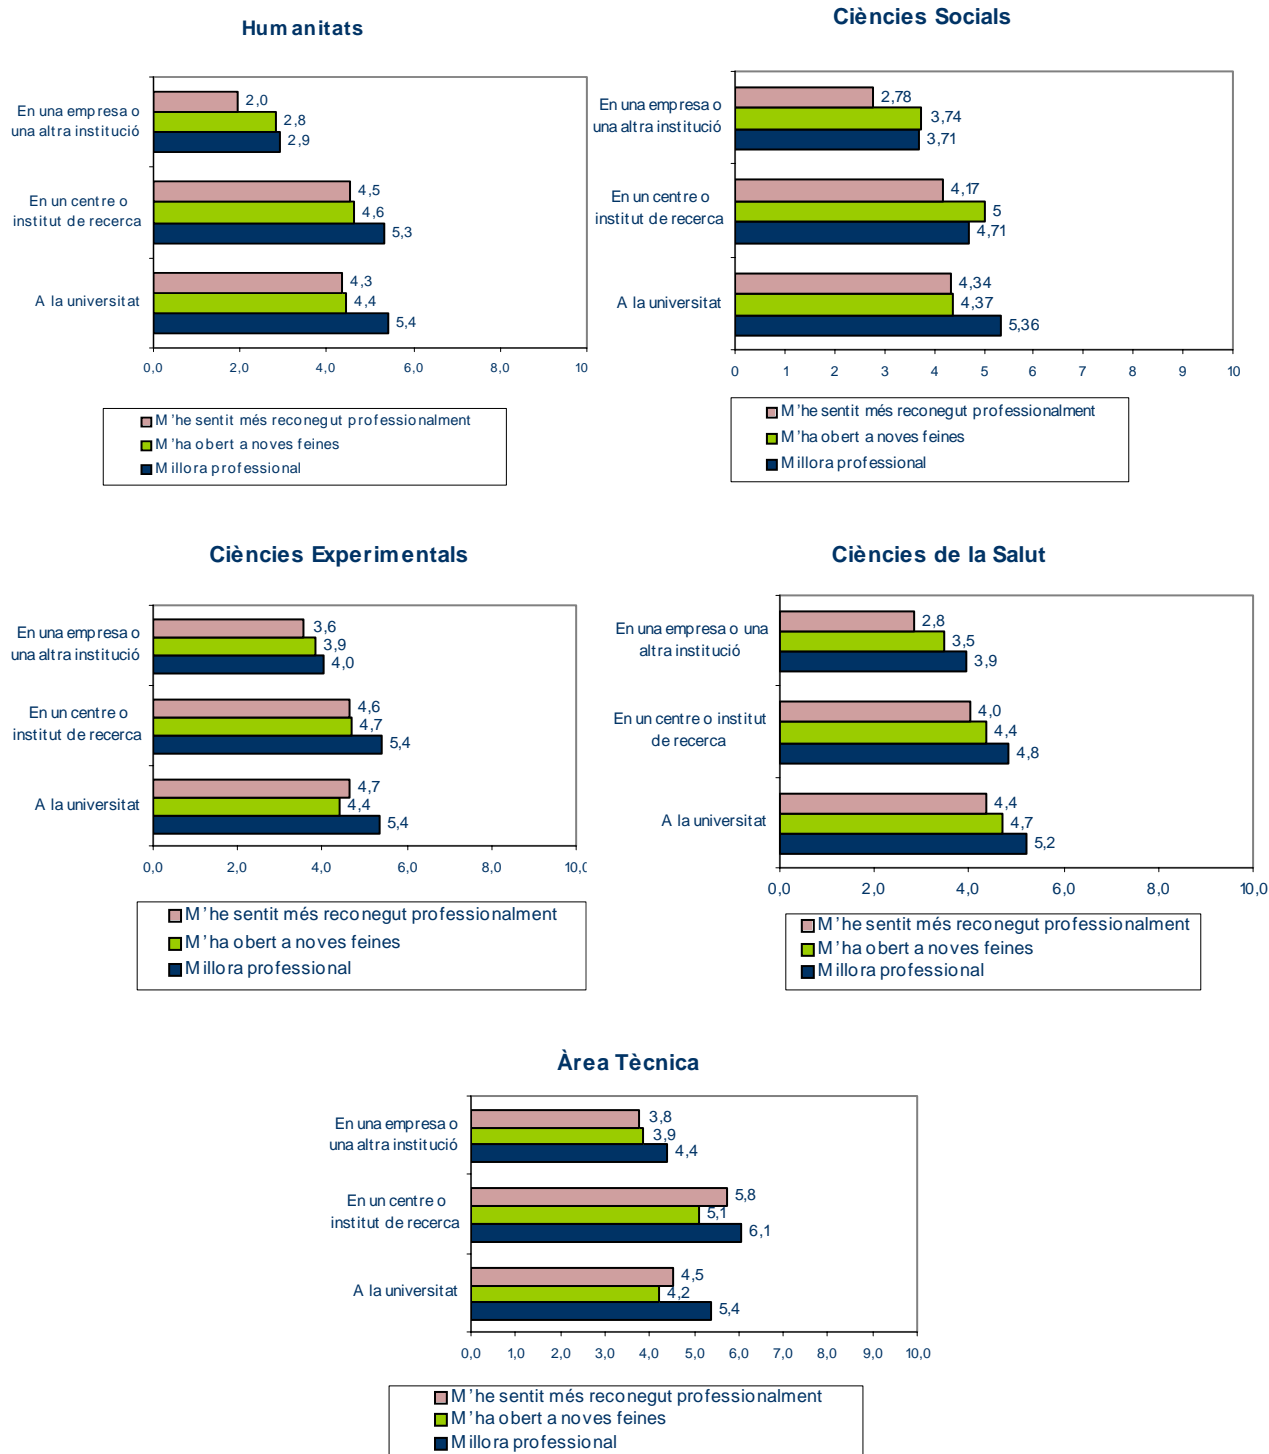 Humanitats
En una empresa o
una altra institució
2,0
2,8
2,9
En un centre o
institut de recerca
4,5
4,6
5,3
A la universitat
4,3
4,4
5,4
0,0 2,0 4,0 6,0 8,0 10
M'he sentit més reconegut professionalment
M'ha obert a noves feines
Millora professional
Ciències Socials
En una empresa o
una altra institució
2,78
3,74
3,71
En un centre o
institut de recerca
4,17
5
4,71
A la universitat
4,34
4,37
5,36
0 1 2 3 4 5 6 7 8 9 10
M'he sentit més reconegut professionalment
M'ha obert a noves feines
Millora professional
Ciències Experimentals
En una empresa o
una altra institució
3,6
3,9
4,0
En un centre o
institut de recerca
4,6
4,7
5,4
A la universitat
4,7
4,4
5,4
0,0 2,0 4,0 6,0 8,0 10,0
M'he sentit més reconegut professionalment
M'ha obert a noves feines
Millora professional
Ciències de la Salut
En una empresa o una
altra institució
2,8
3,5
3,9
En un centre o institut
de recerca
4,0
4,4
4,8
A la universitat
4,4
4,7
5,2
0,0 2,0 4,0 6,0 8,0 10,0
M'he sentit més reconegut professionalment
M'ha obert a noves feines
Millora professional
Àrea Tècnica
En una empresa o
una altra institució
3,8
3,9
4,4
En un centre o
institut de recerca
5,8
5,1
6,1
A la universitat
4,5
4,2
5,4
0,0 1,0 2,0 3,0 4,0 5,0 6,0 7,0 8,0 9,0 10,0
M'he sentit més reconegut professionalment
M'ha obert a noves feines
Millora professional